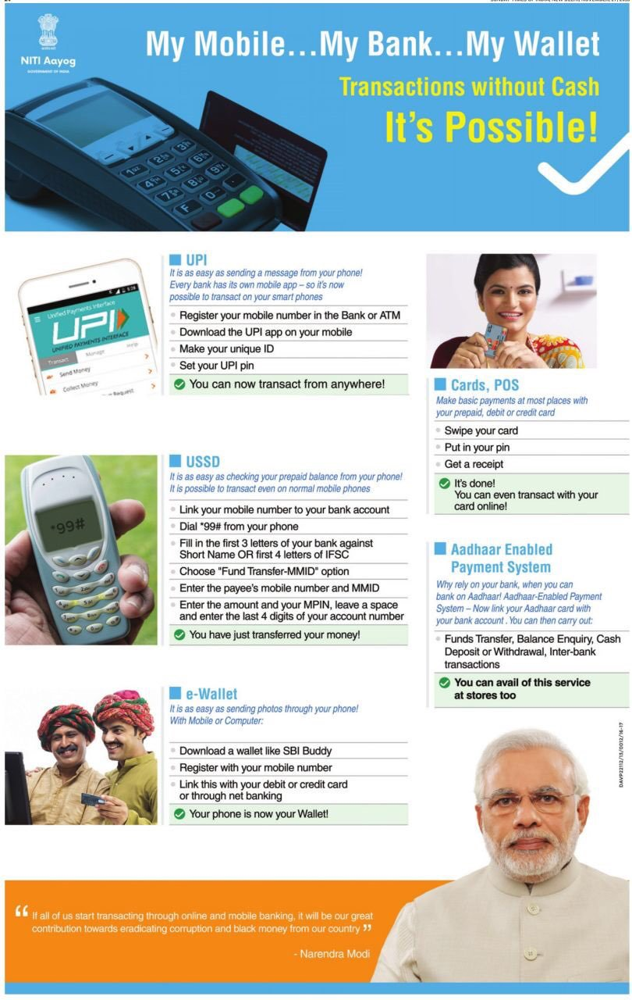 24
SUNDAY TIMES OF INDIA, NEW DELHI, NOVEMBER, 27, 2016
NITI Aayog
GOVERNMENT OF INDIA
My Mobile...My Bank...My Wallet
Transactions without Cash
It's Possible!
UPI
It is as easy as sending a message from your phone!
Every bank has its own mobile app – so it's now
possible to transact on your smart phones
Register your mobile number in the Bank or ATM
Download the UPI app on your mobile
Make your unique ID
Set your UPI pin
You can now transact from anywhere!
Unified Payments Interface
UPI
UNIFIED PAYMENTS INTERFACE
Transact Manage Help
Send Money
Collect Money
Request
Cards, POS
Make basic payments at most places with
your prepaid, debit or credit card
Swipe your card
Put in your pin
Get a receipt
It's done!
You can even transact with your
card online!
USSD
It is as easy as checking your prepaid balance from your phone!
It is possible to transact even on normal mobile phones
Link your mobile number to your bank account
Dial *99# from your phone
Fill in the first 3 letters of your bank against
Short Name OR first 4 letters of IFSC
Choose "Fund Transfer-MMID" option
Enter the payee's mobile number and MMID
Enter the amount and your MPIN, leave a space
and enter the last 4 digits of your account number
You have just transferred your money!
*99#
Aadhaar Enabled
Payment System
Why rely on your bank, when you can
bank on Aadhaar! Aadhaar-Enabled Payment
System – Now link your Aadhaar card with
your bank account . You can then carry out:
Funds Transfer, Balance Enquiry, Cash
Deposit or Withdrawal, Inter-bank
transactions
You can avail of this service
at stores too
e-Wallet
It is as easy as sending photos through your phone!
With Mobile or Computer:
Download a wallet like SBI Buddy
Register with your mobile number
Link this with your debit or credit card
or through net banking
Your phone is now your Wallet!
DAVP22112/13/0012/16-17
“ If all of us start transacting through online and mobile banking, it will be our great
contribution towards eradicating corruption and black money from our country ”
- Narendra Modi